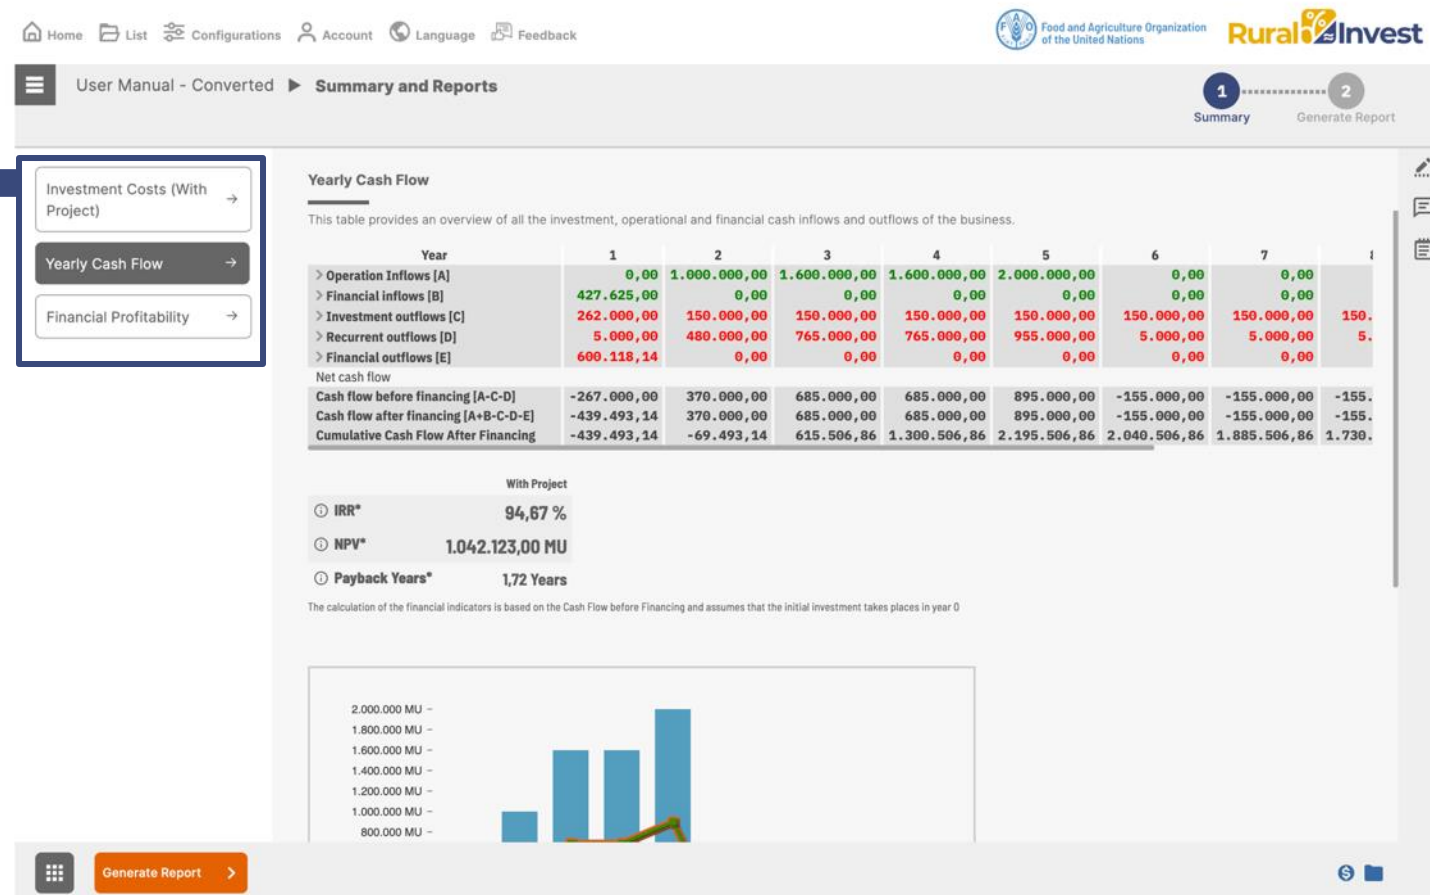 Home List Configurations Account Language Feedback
Food and Agriculture Organization
of the United Nations
RuralInvest
User Manual - Converted ▶ Summary and Reports
1 2
Summary Generate Report
Investment Costs (With
Project) →
Yearly Cash Flow →
Financial Profitability →
Yearly Cash Flow
This table provides an overview of all the investment, operational and financial cash inflows and outflows of the business.
Year 1 2 3 4 5 6 7
> Operation Inflows [A] 0,00 1.000.000,00 1.600.000,00 1.600.000,00 2.000.000,00 0,00 0,00
> Financial inflows [B] 427.625,00 0,00 0,00 0,00 0,00 0,00 0,00
> Investment outflows [C] 262.000,00 150.000,00 150.000,00 150.000,00 150.000,00 150.000,00 150.000,00 150.
> Recurrent outflows [D] 5.000,00 480.000,00 765.000,00 765.000,00 955.000,00 5.000,00 5.000,00 5.
> Financial outflows [E] 600.118,14 0,00 0,00 0,00 0,00 0,00 0,00
Net cash flow
Cash flow before financing [A-C-D] -267.000,00 370.000,00 685.000,00 685.000,00 895.000,00 -155.000,00 -155.000,00 -155.
Cash flow after financing [A+B-C-D-E] -439.493,14 370.000,00 685.000,00 685.000,00 895.000,00 -155.000,00 -155.000,00 -155.
Cumulative Cash Flow After Financing -439.493,14 -69.493,14 615.506,86 1.300.506,86 2.195.506,86 2.040.506,86 1.885.506,86 1.730.
With Project
IRR* 94,67 %
NPV* 1.042.123,00 MU
Payback Years* 1,72 Years
The calculation of the financial indicators is based on the Cash Flow before Financing and assumes that the initial investment takes places in year 0
2.000.000 MU
1.800.000 MU
1.600.000 MU
1.400.000 MU
1.200.000 MU
1.000.000 MU
800.000 MU
Generate Report >